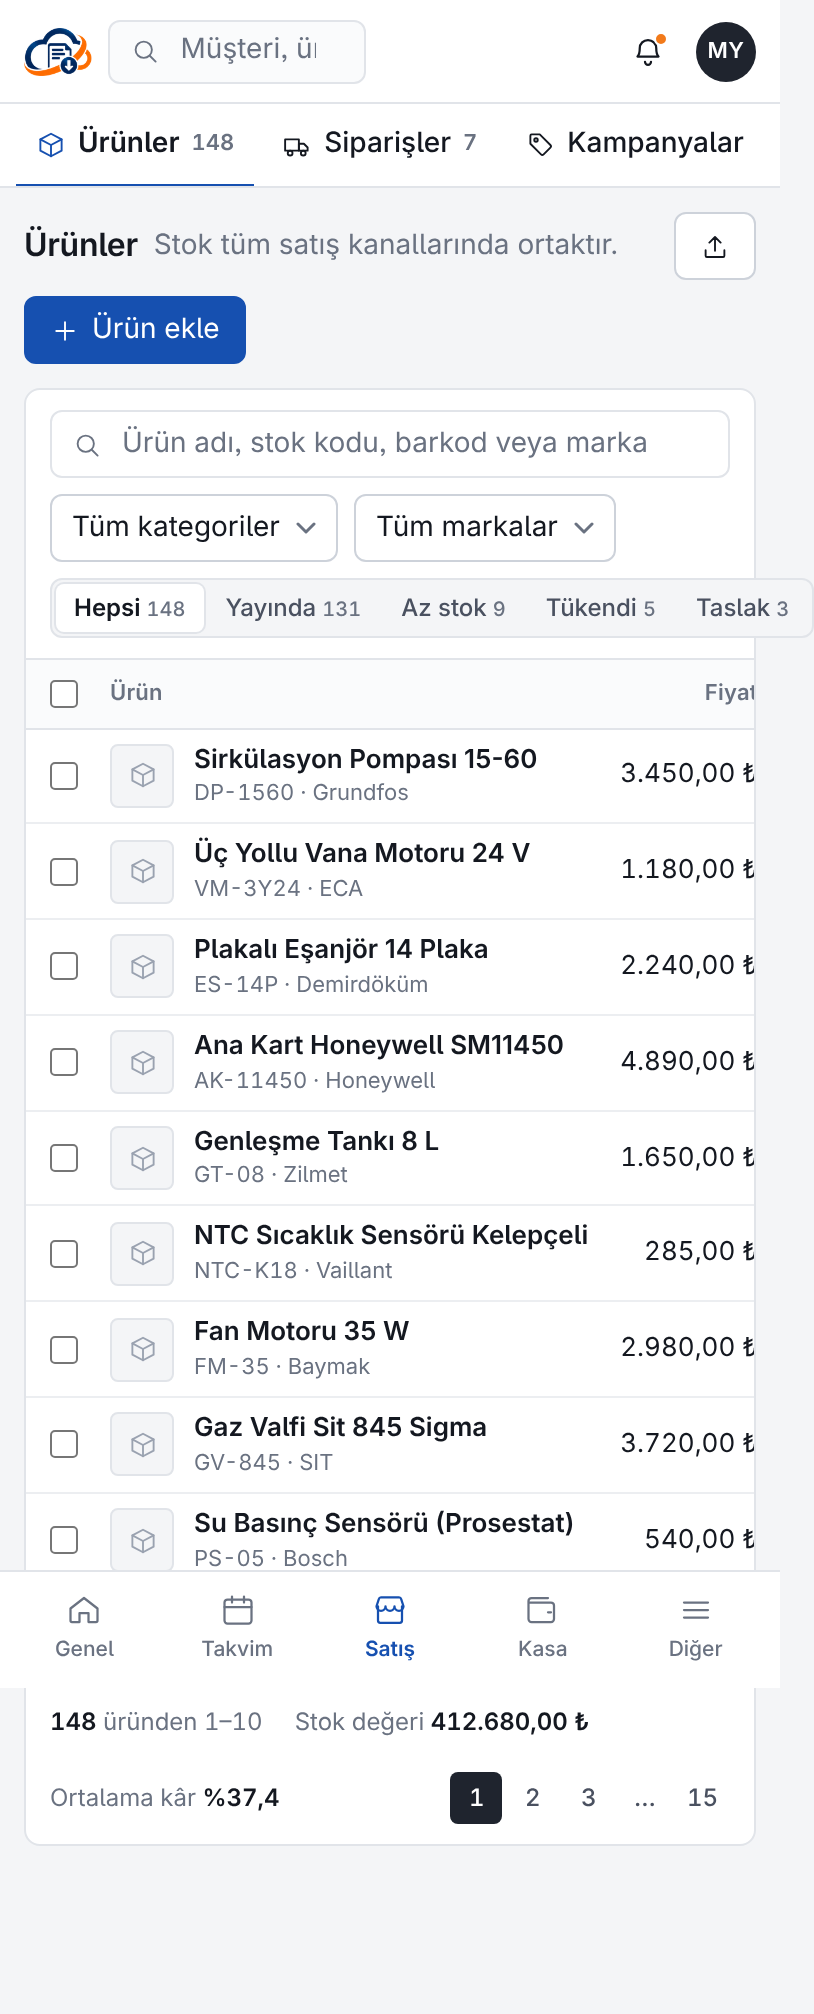 Müşteri, ür
MY
Ürünler 148
Siparişler 7
Kampanyalar
Ürünler Stok tüm satış kanallarında ortaktır.
Ürün ekle
Ürün adı, stok kodu, barkod veya marka
Tüm kategoriler
Tüm markalar
Hepsi 148
Yayında 131
Az stok 9
Tükendi 5
Taslak 3
Ürün
Fiyat
Sirkülasyon Pompası 15-60
DP-1560 · Grundfos
3.450,00 ₺
Üç Yollu Vana Motoru 24 V
VM-3Y24 · ECA
1.180,00 ₺
Plakalı Eşanjör 14 Plaka
ES-14P · Demirdöküm
2.240,00 ₺
Ana Kart Honeywell SM11450
AK-11450 · Honeywell
4.890,00 ₺
Genleşme Tankı 8 L
GT-08 · Zilmet
1.650,00 ₺
NTC Sıcaklık Sensörü Kelepçeli
NTC-K18 · Vaillant
285,00 ₺
Fan Motoru 35 W
FM-35 · Baymak
2.980,00 ₺
Gaz Valfi Sit 845 Sigma
GV-845 · SIT
3.720,00 ₺
Su Basınç Sensörü (Prosestat)
PS-05 · Bosch
540,00 ₺
Genel
Takvim
Satış
Kasa
Diğer
148 üründen 1–10
Stok değeri 412.680,00 ₺
Ortalama kâr %37,4
1 2 3 ... 15